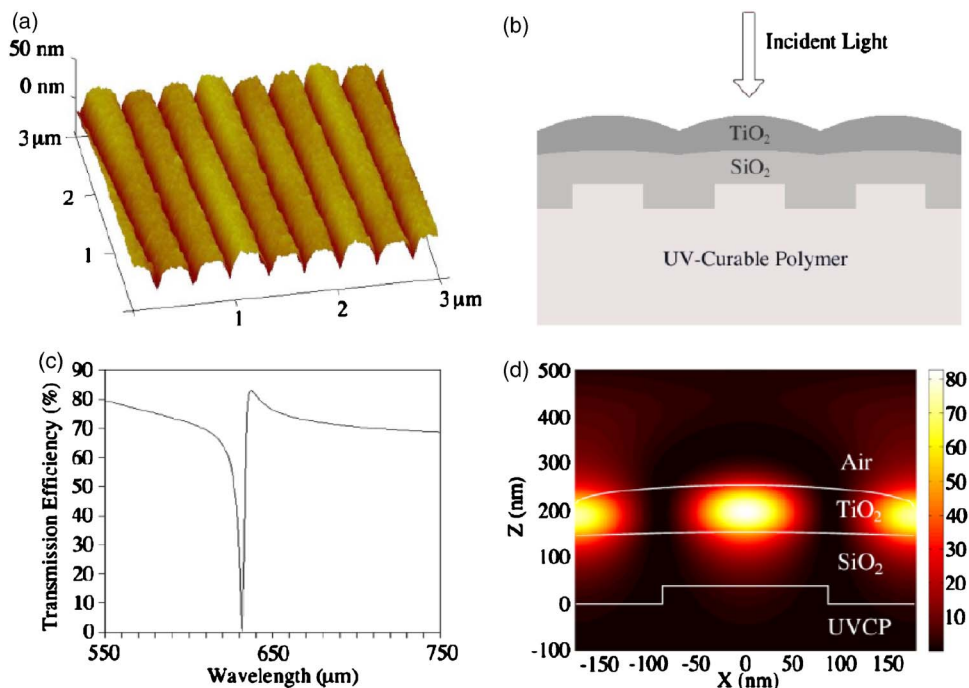 (a)
50 nm
0 nm
3 μm
2
1
1
2
3 μm
(b)
Incident Light
TiO₂
SiO₂
UV-Curable Polymer
(c)
Transmission Efficiency (%)
90
80
70
60
50
40
30
20
10
0
550
650
750
Wavelength (μm)
(d)
Z (nm)
500
400
300
200
100
0
-100
Air
TiO₂
SiO₂
UVCP
-150
-50
0
50
100
150
X (nm)
80
70
60
50
40
30
20
10